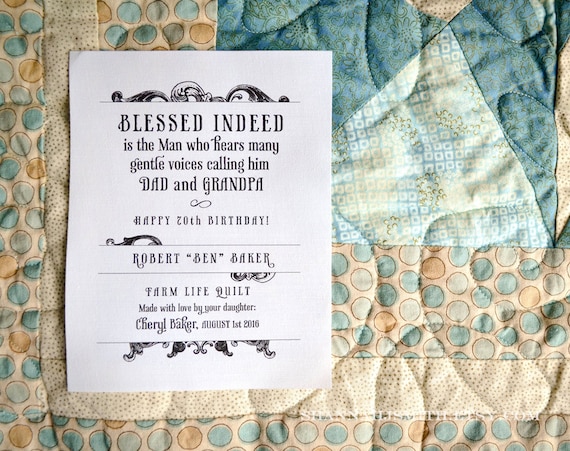 BLESSED INDEED
is the Man who hears many
gentle voices calling him
DAD and GRANDPA
HAPPY 70th BIRTHDAY!
ROBERT "BEN" BAKER
FARM LIFE QUILT
Made with love by your daughter:
Cheryl Baker, AUGUST 1st 2016